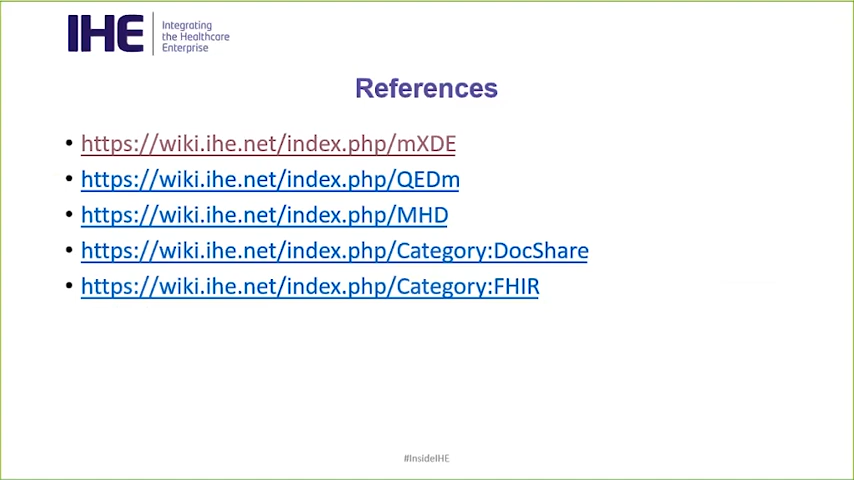 IHE
Integrating
the Healthcare
Enterprise
References
• https://wiki.ihe.net/index.php/mXDE
• https://wiki.ihe.net/index.php/QEDm
• https://wiki.ihe.net/index.php/MHD
• https://wiki.ihe.net/index.php/Category:DocShare
• https://wiki.ihe.net/index.php/Category:FHIR
#InsideIHE